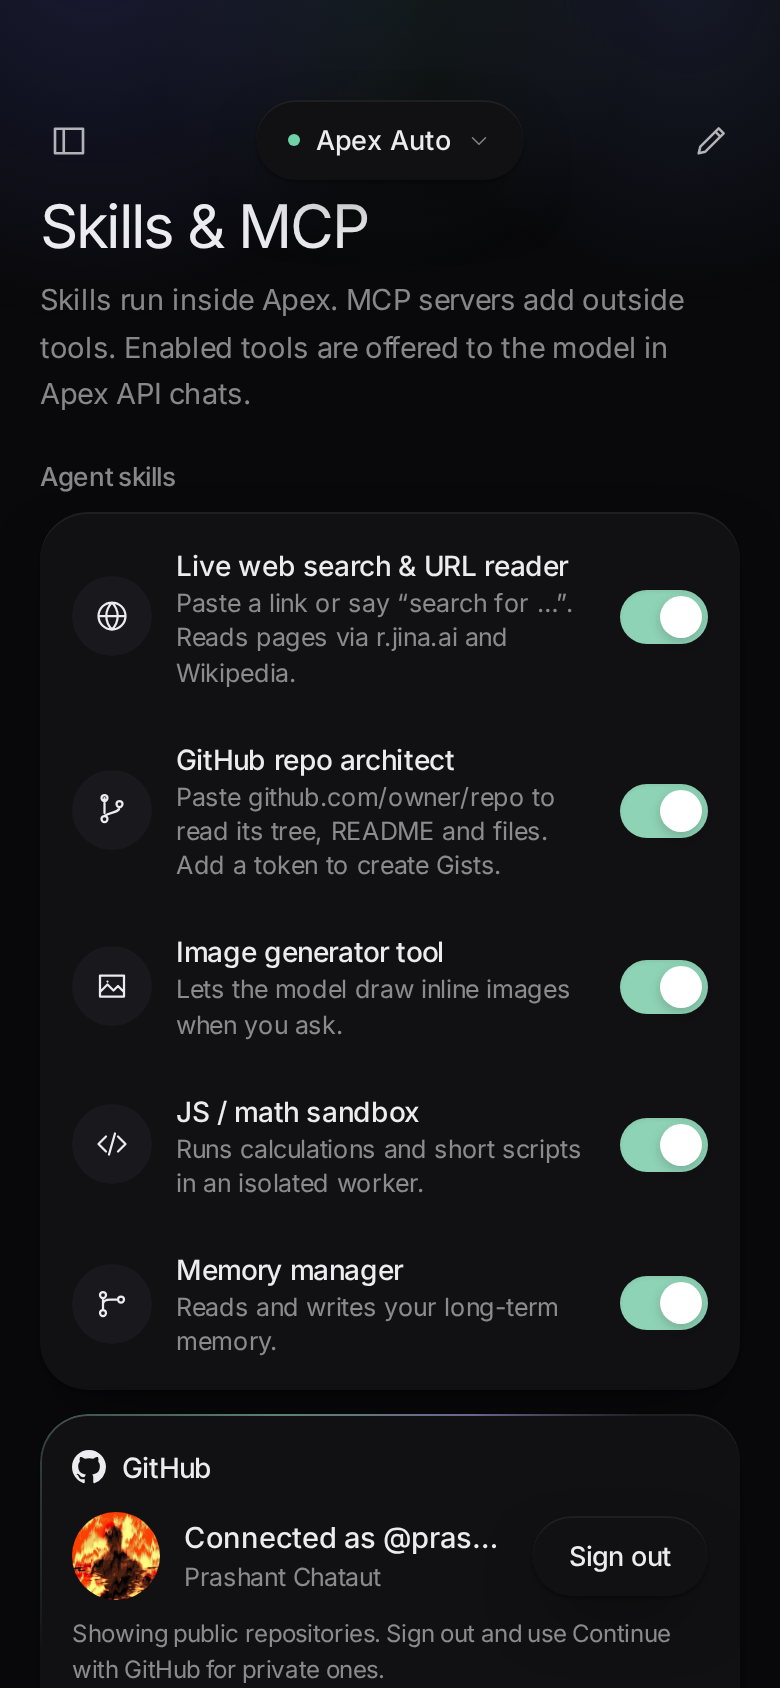 Apex Auto
Skills & MCP
Skills run inside Apex. MCP servers add outside
tools. Enabled tools are offered to the model in
Apex API chats.
Agent skills
Live web search & URL reader
Paste a link or say “search for …”.
Reads pages via r.jina.ai and
Wikipedia.
GitHub repo architect
Paste github.com/owner/repo to
read its tree, README and files.
Add a token to create Gists.
Image generator tool
Lets the model draw inline images
when you ask.
JS / math sandbox
Runs calculations and short scripts
in an isolated worker.
Memory manager
Reads and writes your long-term
memory.
GitHub
Connected as @pras…
Prashant Chataut
Sign out
Showing public repositories. Sign out and use Continue
with GitHub for private ones.